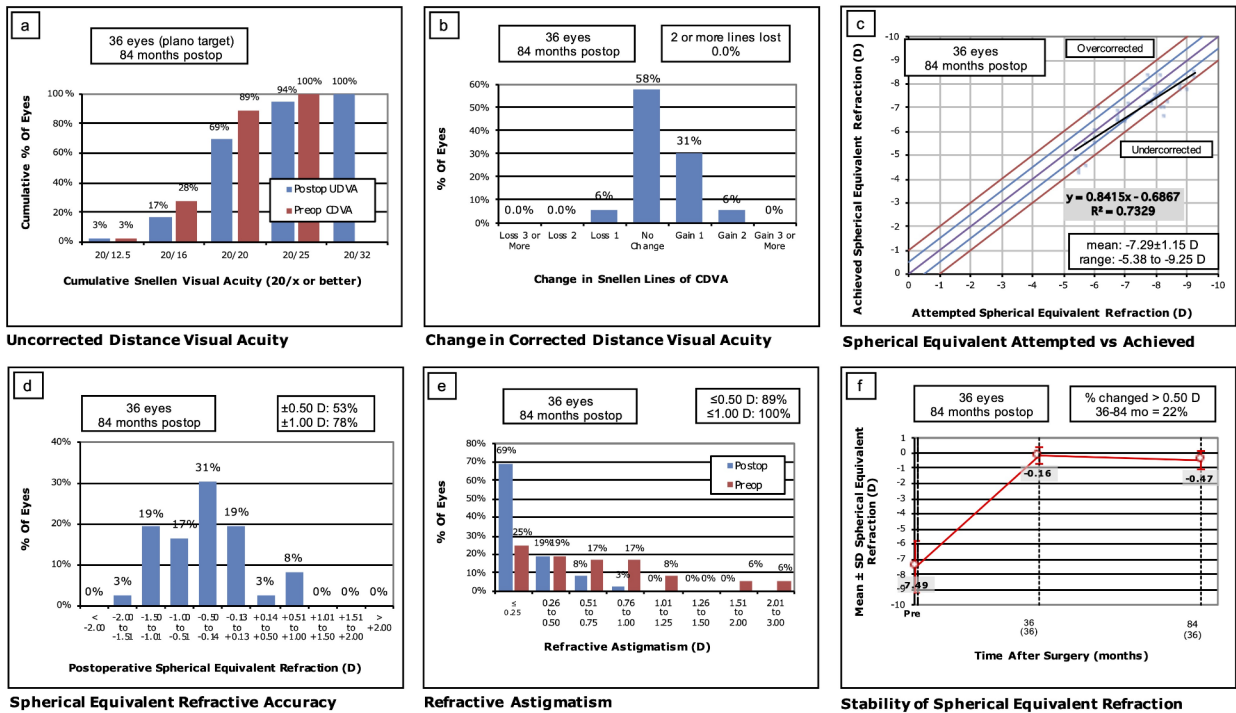 a
36 eyes (plano target)
84 months postop
Cumulative % Of Eyes
100%
80%
60%
40%
20%
0%
3%
3%
17%
28%
69%
89%
94%
100%
100%
Postop UDVA
Preop CDVA
20/12.5
20/16
20/20
20/25
20/32
Cumulative Snellen Visual Acuity (20/x or better)
Uncorrected Distance Visual Acuity
b
36 eyes
84 months postop
2 or more lines lost
0.0%
% Of Eyes
60%
50%
40%
30%
20%
10%
0%
0.0%
0.0%
6%
58%
31%
6%
0%
Loss 3 or More
Loss 2
Loss 1
No Change
Gain 1
Gain 2
Gain 3 or More
Change in Snellen Lines of CDVA
Change in Corrected Distance Visual Acuity
c
36 eyes
84 months postop
Achieved Spherical Equivalent Refraction (D)
-10
-9
-8
-7
-6
-5
-4
-3
-2
-1
0
Overcorrected
Undercorrected
y = 0.8415x - 0.6867
R² = 0.7329
mean: -7.29±1.15 D
range: -5.38 to -9.25 D
0 -1 -2 -3 -4 -5 -6 -7 -8 -9 -10
Attempted Spherical Equivalent Refraction (D)
Spherical Equivalent Attempted vs Achieved
d
36 eyes
84 months postop
±0.50 D: 53%
±1.00 D: 78%
% Of Eyes
40%
30%
20%
10%
0%
0%
3%
19%
17%
31%
19%
3%
8%
0%
0%
0%
< -2.00
-2.00 to -1.51
-1.50 to -1.01
-1.00 to -0.51
-0.50 to -0.14
-0.13 to +0.13
+0.14 to +0.50
+0.51 to +1.00
+1.01 to +1.50
+1.51 to +2.00
> +2.00
Postoperative Spherical Equivalent Refraction (D)
Spherical Equivalent Refractive Accuracy
e
36 eyes
84 months postop
≤0.50 D: 89%
≤1.00 D: 100%
% Of Eyes
80%
70%
60%
50%
40%
30%
20%
10%
0%
69%
25%
19%
19%
8%
17%
3%
17%
0%
8%
0%
0%
0%
6%
6%
Postop
Preop
≤ 0.25
0.26 to 0.50
0.51 to 0.75
0.76 to 1.00
1.01 to 1.25
1.26 to 1.50
1.51 to 2.00
2.01 to 3.00
Refractive Astigmatism (D)
Refractive Astigmatism
f
36 eyes
84 months postop
% changed > 0.50 D
36-84 mo = 22%
Mean ± SD Spherical Equivalent Refraction (D)
1
0
-1
-2
-3
-4
-5
-6
-7
-8
-9
-10
-7.49
-0.16
-0.47
Pre
36
(36)
84
(36)
Time After Surgery (months)
Stability of Spherical Equivalent Refraction